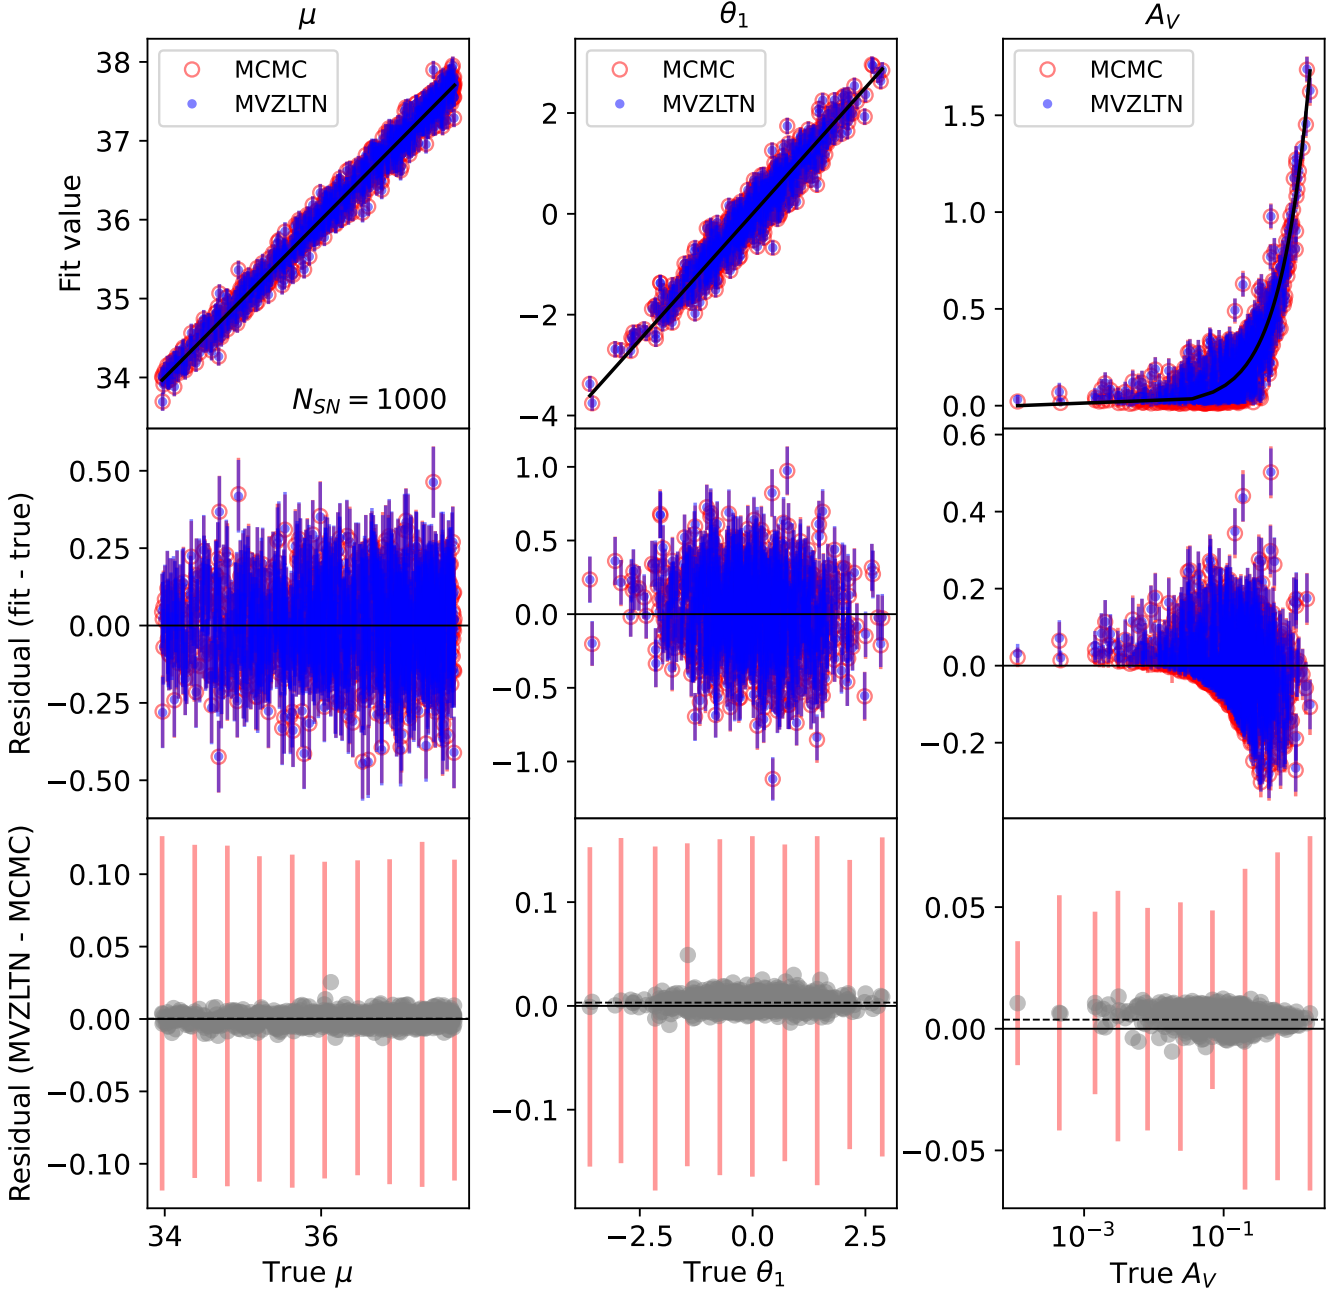 μ
θ₁
A_V
MCMC
MVZLTN
MCMC
MVZLTN
MCMC
MVZLTN
Fit value
38
37
36
35
34
N_SN = 1000
2
0
−2
−4
1.5
1.0
0.5
0.0
Residual (fit - true)
0.50
0.25
0.00
−0.25
−0.50
1.0
0.5
0.0
−0.5
−1.0
0.6
0.4
0.2
0.0
−0.2
Residual (MVZLTN - MCMC)
0.10
0.05
0.00
−0.05
−0.10
0.1
0.0
−0.1
0.05
0.00
−0.05
34 36
−2.5 0.0 2.5
10⁻³ 10⁻¹
True μ
True θ₁
True A_V